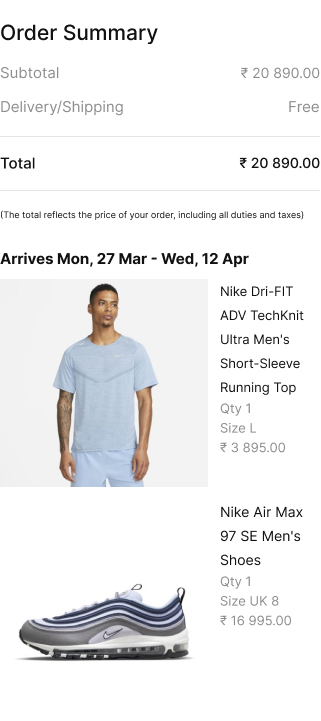 Order Summary
Subtotal ₹ 20 890.00
Delivery/Shipping Free
Total ₹ 20 890.00
(The total reflects the price of your order, including all duties and taxes)
Arrives Mon, 27 Mar - Wed, 12 Apr
Nike Dri-FIT
ADV TechKnit
Ultra Men's
Short-Sleeve
Running Top
Qty 1
Size L
₹ 3 895.00
Nike Air Max
97 SE Men's
Shoes
Qty 1
Size UK 8
₹ 16 995.00